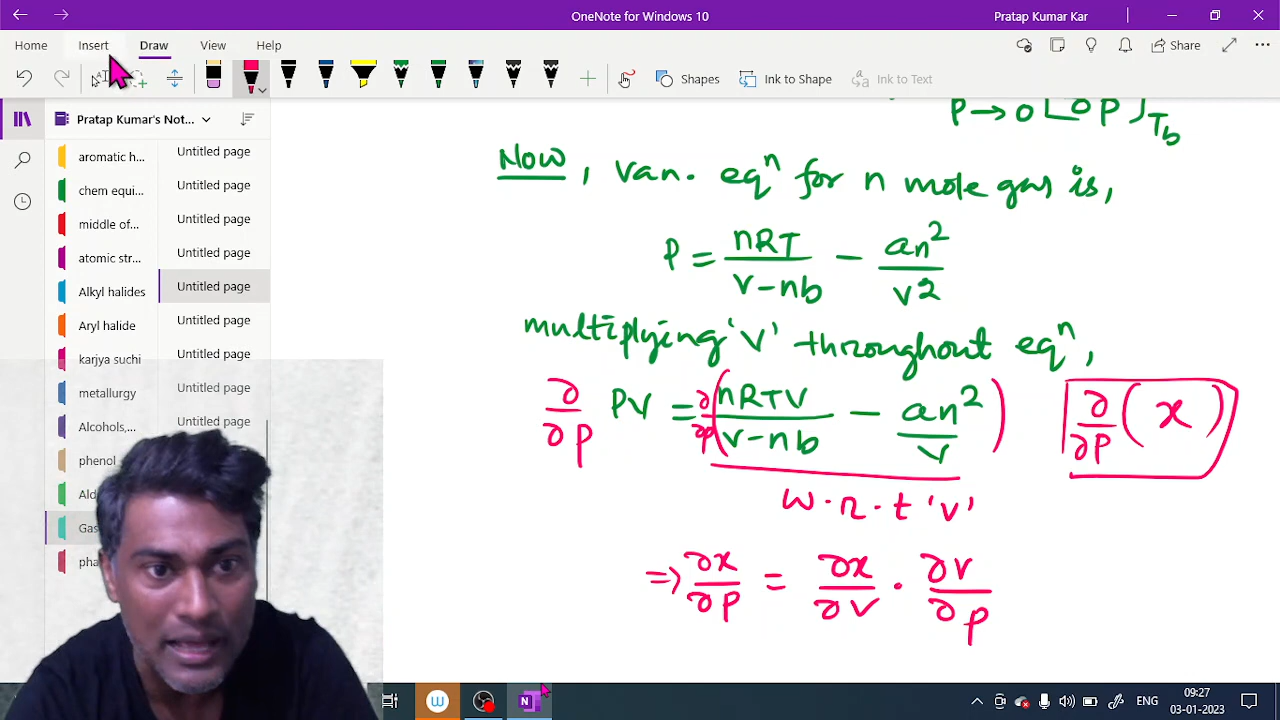 OneNote for Windows 10
Pratap Kumar Kar
Home Insert Draw View Help
Share
Shapes
Ink to Shape
Ink to Text
Pratap Kumar's Not...
aromatic h...
chem equi...
middle of...
atomic str...
Alkyl halides
Aryl halide
karjya suchi
metallurgy
Alcohols,...
phenol
Ald
Gas
pha
Untitled page
Untitled page
Untitled page
Untitled page
Untitled page
Untitled page
Untitled page
Untitled page
Untitled page
P→0 [∂P]Tb
Now, van. eqⁿ for n mole gas is,
P = nRT/v-nb - an²/v²
multiplying 'v' throughout eqⁿ,
∂/∂P PV = ∂/∂P (nRTV/v-nb - an²/v) ∂/∂P (x)
w.r.t 'v'
⇒ ∂x/∂P = ∂x/∂v · ∂v/∂P
W
N
ENG
09:27
03-01-2023